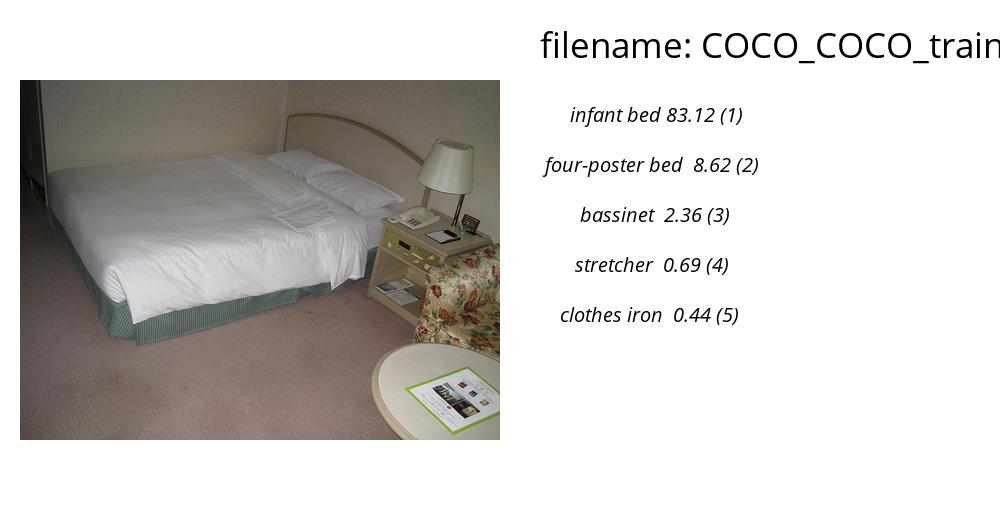 filename: COCO_COCO_train
infant bed 83.12 (1)
four-poster bed 8.62 (2)
bassinet 2.36 (3)
stretcher 0.69 (4)
clothes iron 0.44 (5)